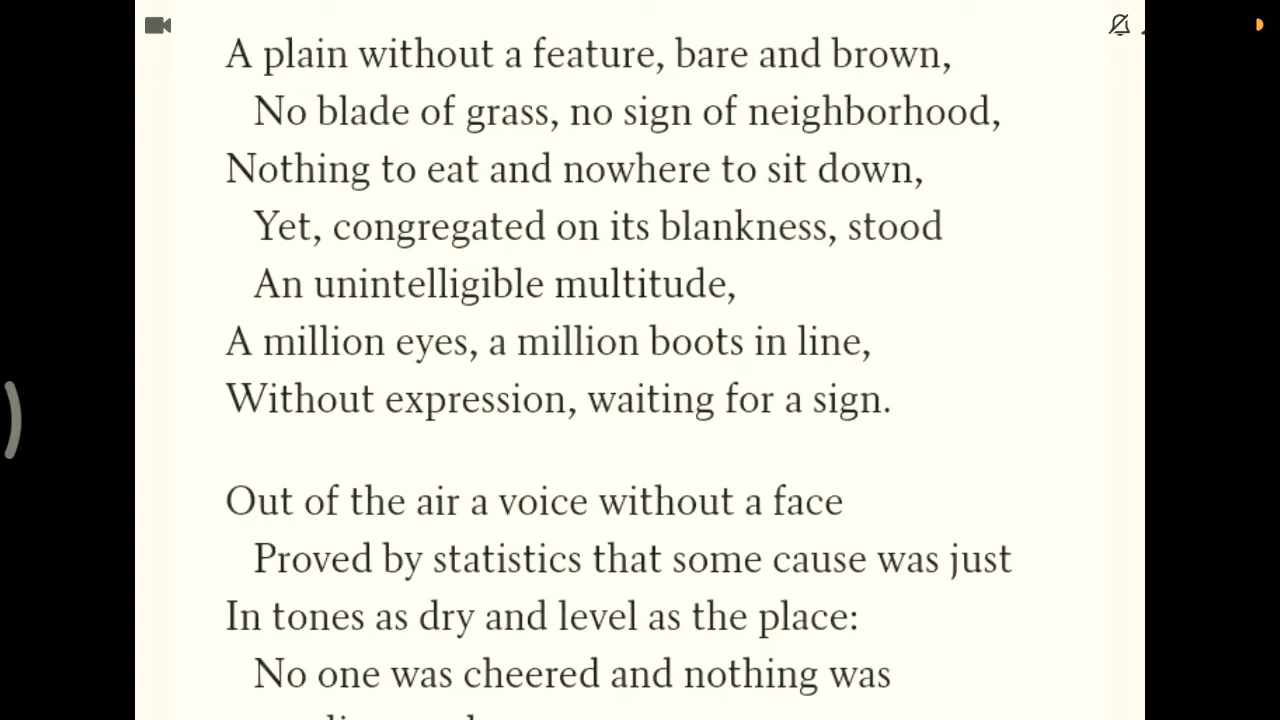 A plain without a feature, bare and brown,
No blade of grass, no sign of neighborhood,
Nothing to eat and nowhere to sit down,
Yet, congregated on its blankness, stood
An unintelligible multitude,
A million eyes, a million boots in line,
Without expression, waiting for a sign.
Out of the air a voice without a face
Proved by statistics that some cause was just
In tones as dry and level as the place:
No one was cheered and nothing was